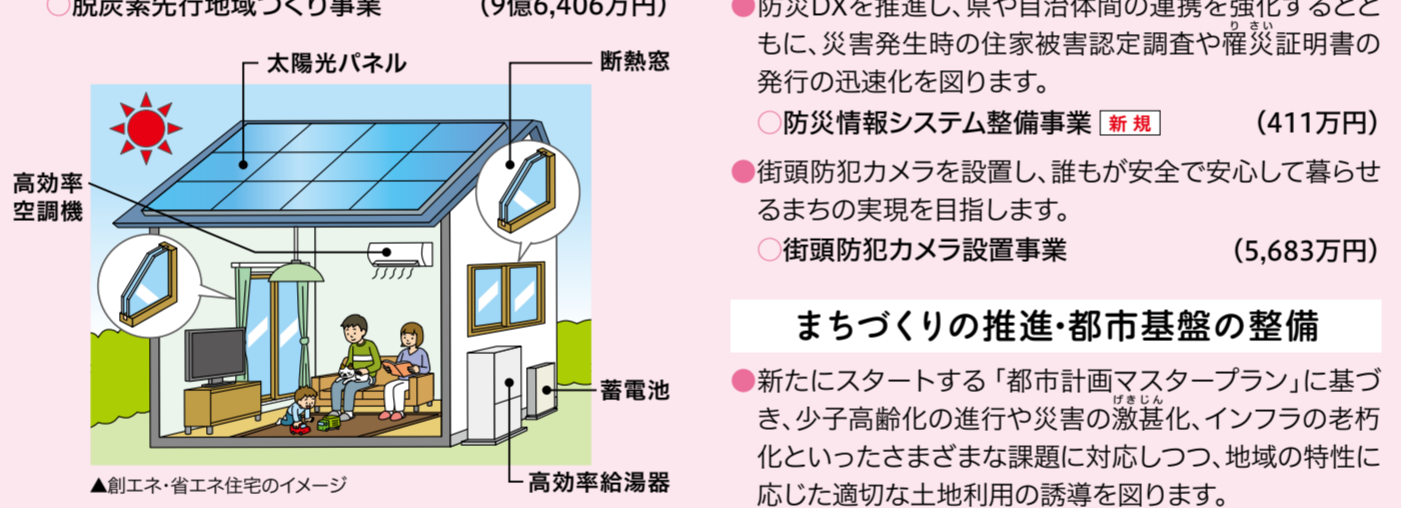 ○脱炭素先行地域づくり事業 （9億6,406万円）
太陽光パネル
断熱窓
高効率
空調機
蓄電池
高効率給湯器
▲創エネ・省エネ住宅のイメージ
●防災DXを推進し、県や自治体間の連携を強化するとと
もに、災害発生時の住家被害認定調査や罹災証明書の
りさい
発行の迅速化を図ります。
○防災情報システム整備事業 新規 （411万円）
●街頭防犯カメラを設置し、誰もが安全で安心して暮らせ
るまちの実現を目指します。
○街頭防犯カメラ設置事業 （5,683万円）
まちづくりの推進・都市基盤の整備
●新たにスタートする「都市計画マスタープラン」に基づ
き、少子高齢化の進行や災害の激甚化、インフラの老朽
げきじん
化といったさまざまな課題に対応しつつ、地域の特性に
応じた適切な土地利用の誘導を図ります。